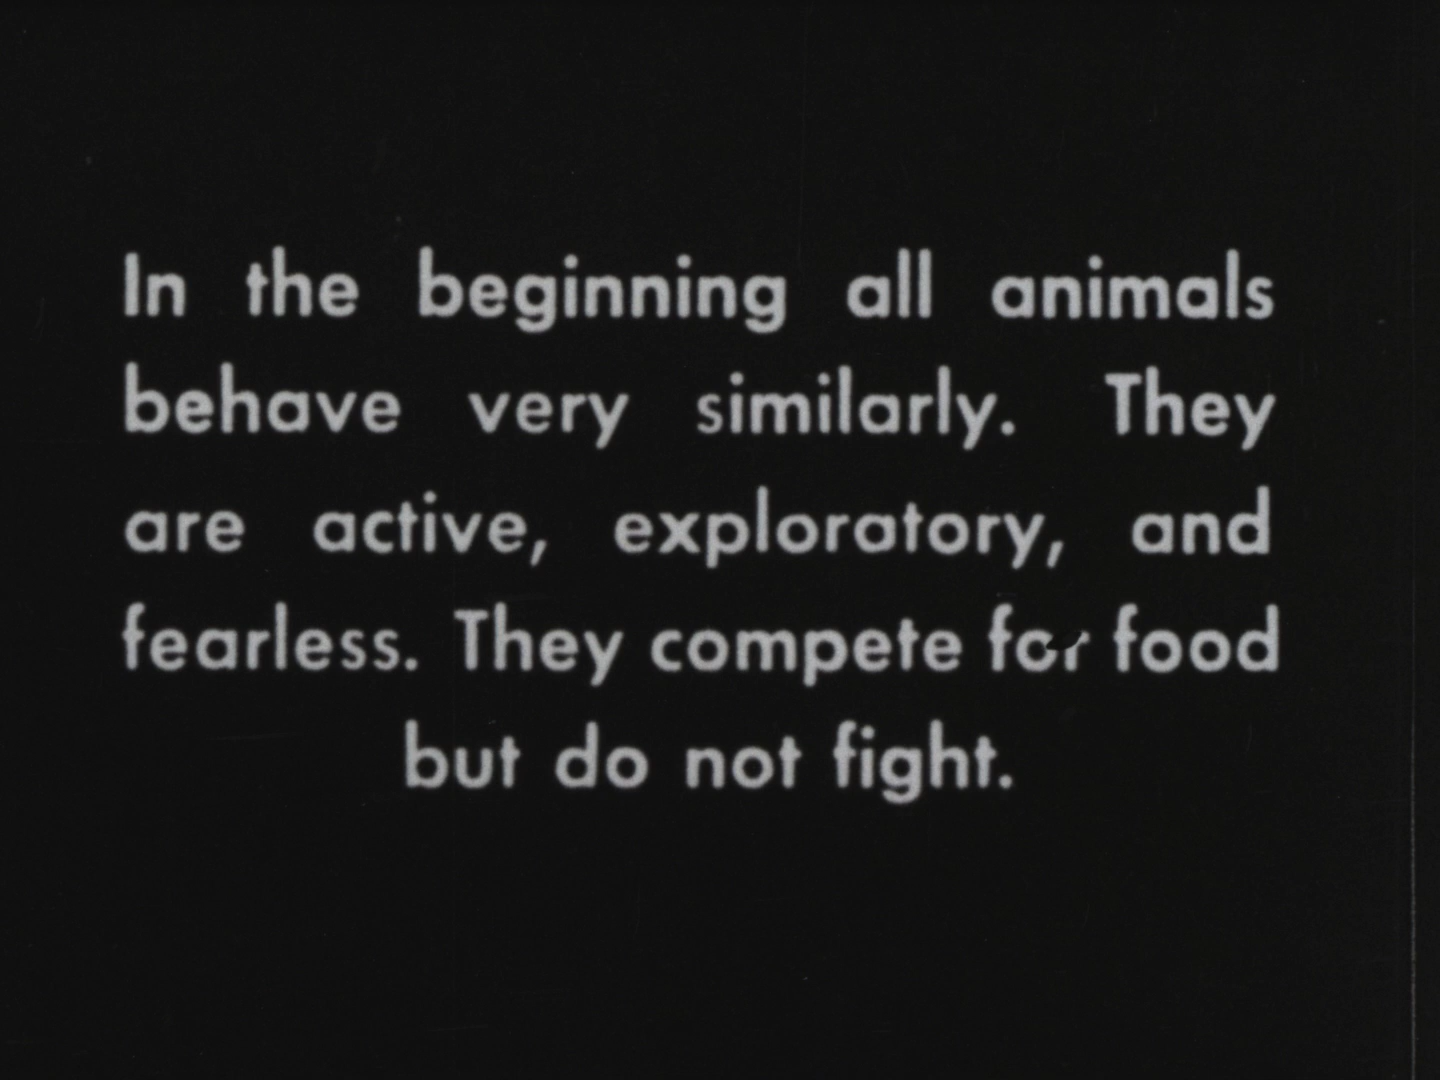 In the beginning all animals
behave very similarly. They
are active, exploratory, and
fearless. They compete for food
but do not fight.